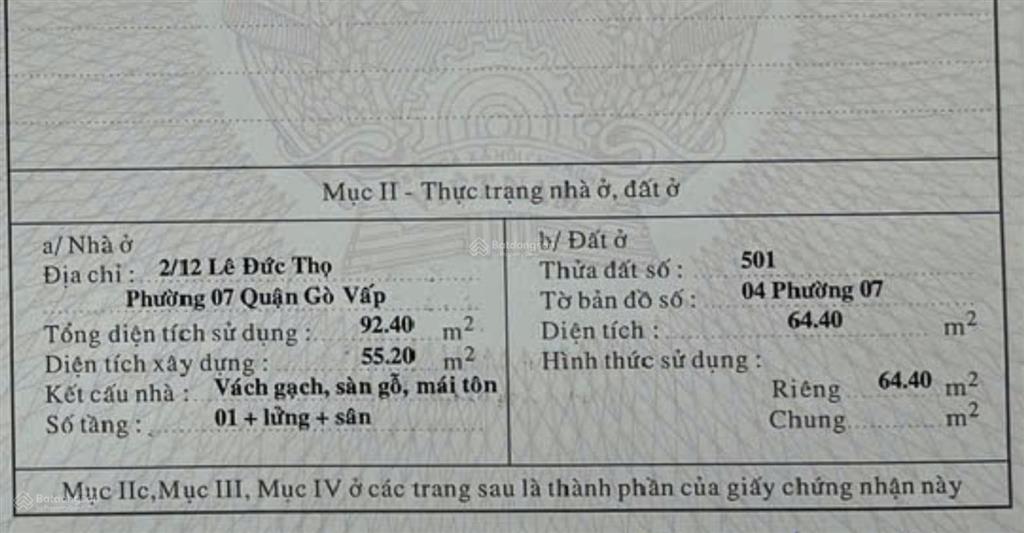 Mục II - Thực trạng nhà ở, đất ở
a/ Nhà ở
Địa chỉ : 2/12 Lê Đức Thọ
Phường 07 Quận Gò Vấp
Tổng diện tích sử dụng : 92.40 m2
Diện tích xây dựng : 55.20 m2
Kết cấu nhà : Vách gạch, sàn gỗ, mái tôn
Số tầng : 01 + lửng + sân
b/ Đất ở
Thửa đất số : 501
Tờ bản đồ số : 04 Phường 07
Diện tích : 64.40 m2
Hình thức sử dụng :
Riêng 64.40 m2
Chung m2
Mục IIc,Mục III, Mục IV ở các trang sau là thành phần của giấy chứng nhận này